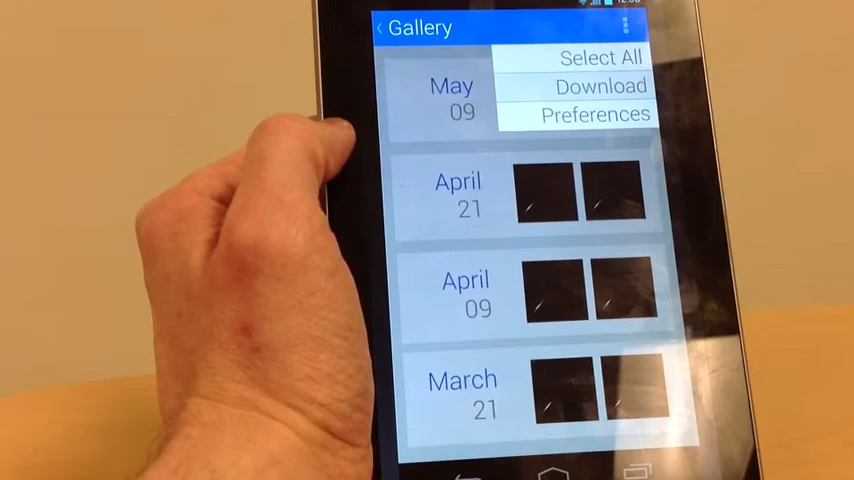 Gallery
Select All
Download
Preferences
May
09
April
21
April
09
March
21